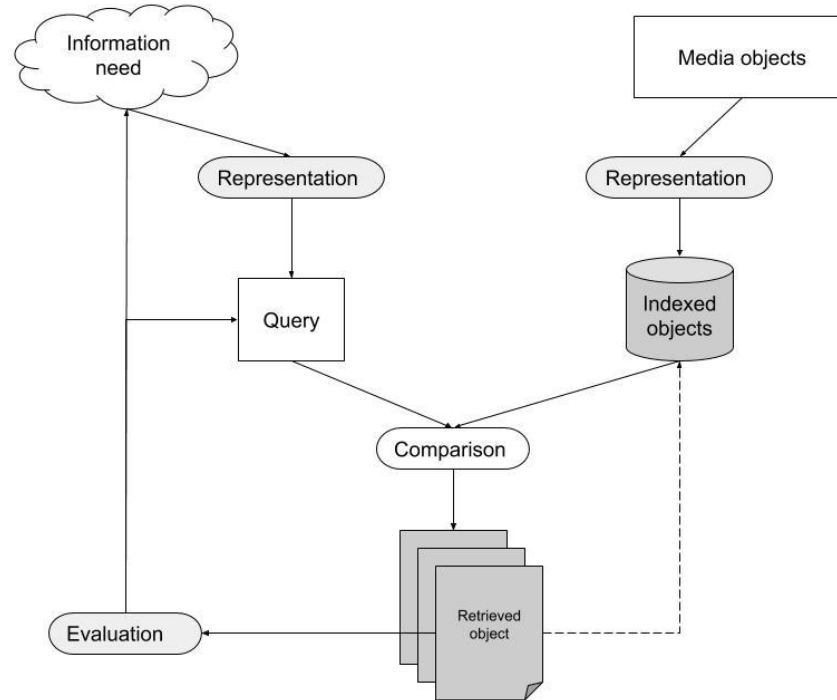 Information
need
Media objects
Representation
Representation
Query
Indexed
objects
Comparison
Retrieved
object
Evaluation